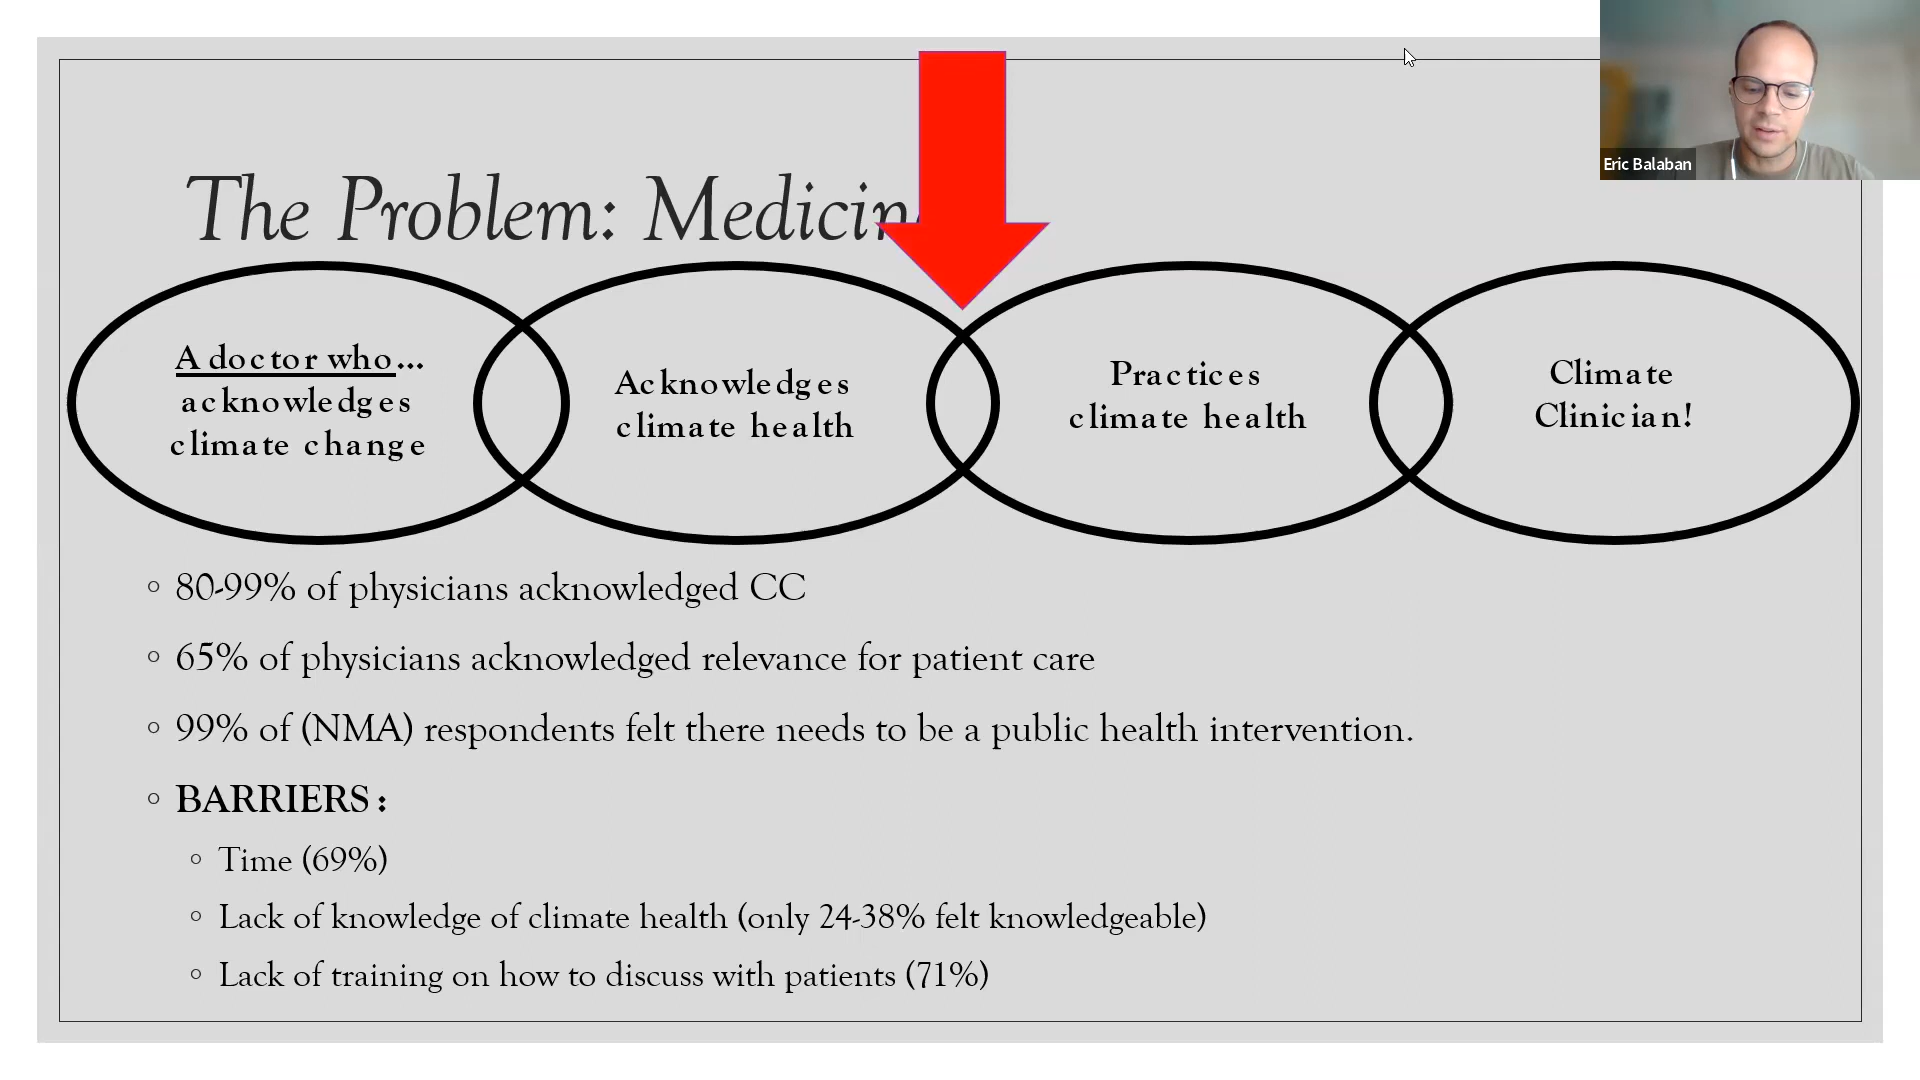 Eric Balaban
The Problem: Medicin
A doctor who...
acknowledges
climate change
Acknowledges
climate health
Practices
climate health
Climate
Clinician!
80-99% of physicians acknowledged CC
65% of physicians acknowledged relevance for patient care
99% of (NMA) respondents felt there needs to be a public health intervention.
BARRIERS:
Time (69%)
Lack of knowledge of climate health (only 24-38% felt knowledgeable)
Lack of training on how to discuss with patients (71%)